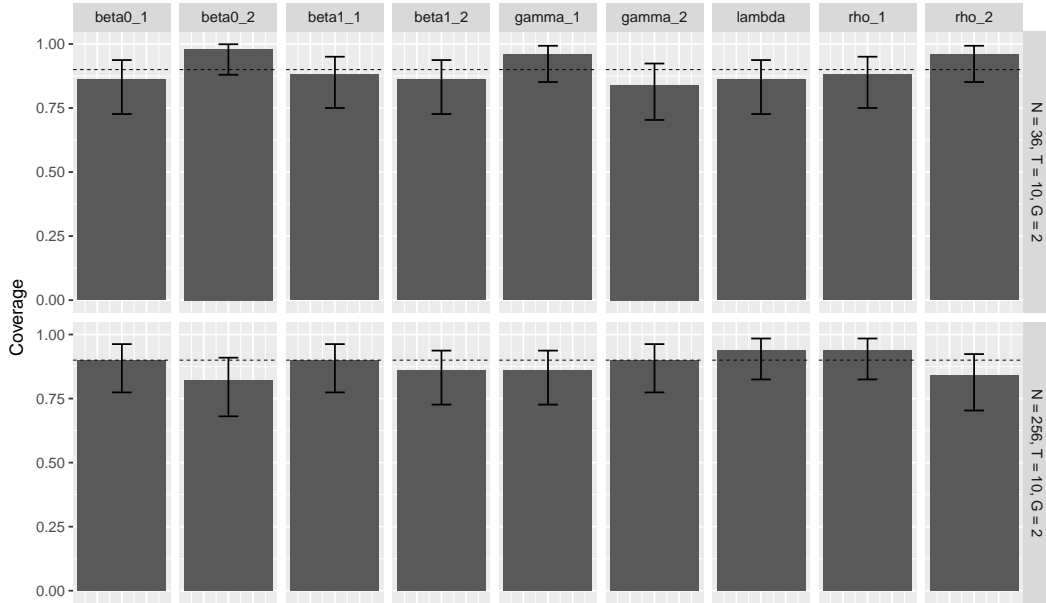 beta0_1 beta0_2 beta1_1 beta1_2 gamma_1 gamma_2 lambda rho_1 rho_2
Coverage
1.00
0.75
0.50
0.25
0.00
N = 36, T = 10, G = 2
1.00
0.75
0.50
0.25
0.00
N = 256, T = 10, G = 2